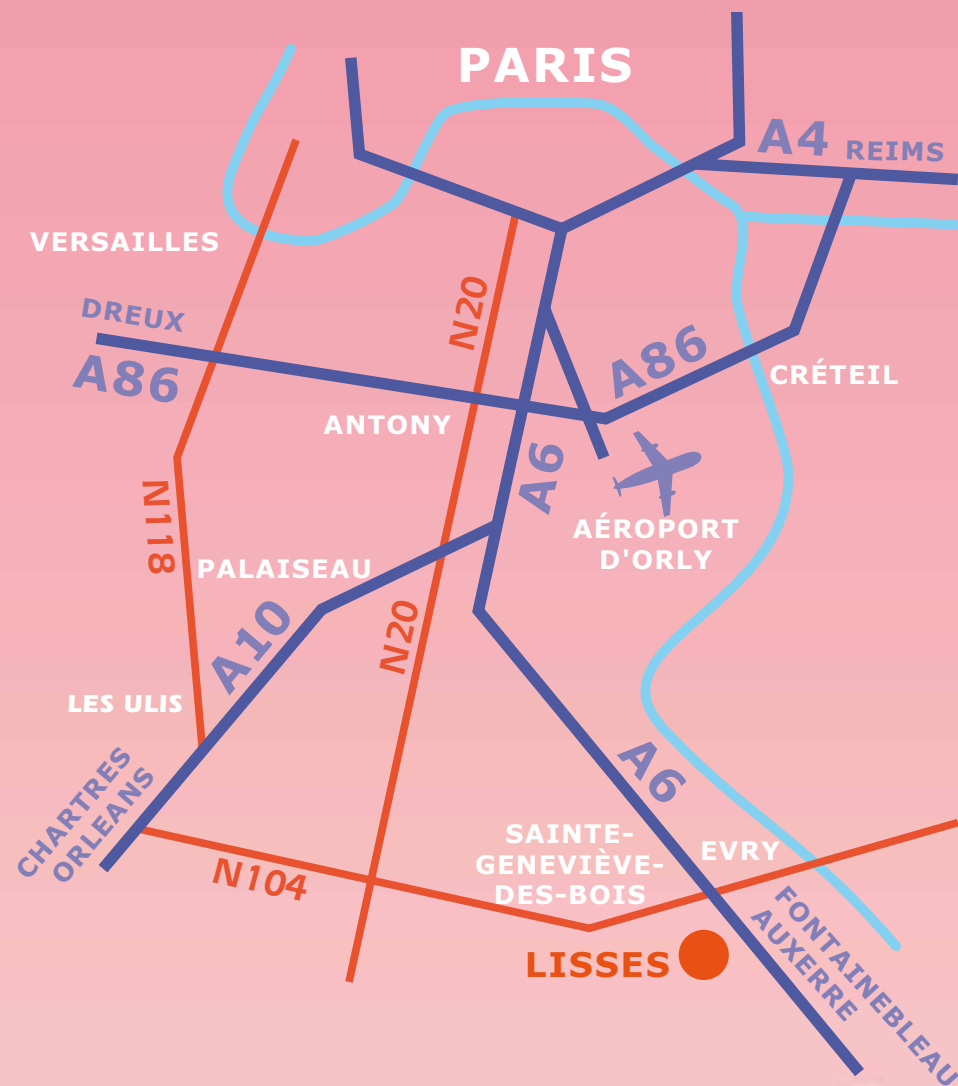 PARIS
A4 REIMS
VERSAILLES
N20
DREUX
A86
A86
CRÉTEIL
ANTONY
A6
N118
AÉROPORT
D'ORLY
PALAISEAU
A10
N20
LES ULIS
CHARTRES
ORLEANS
A6
SAINTE-
GENEVIÈVE-
DES-BOIS
EVRY
N104
FONTAINEBLEAU
AUXERRE
LISSES